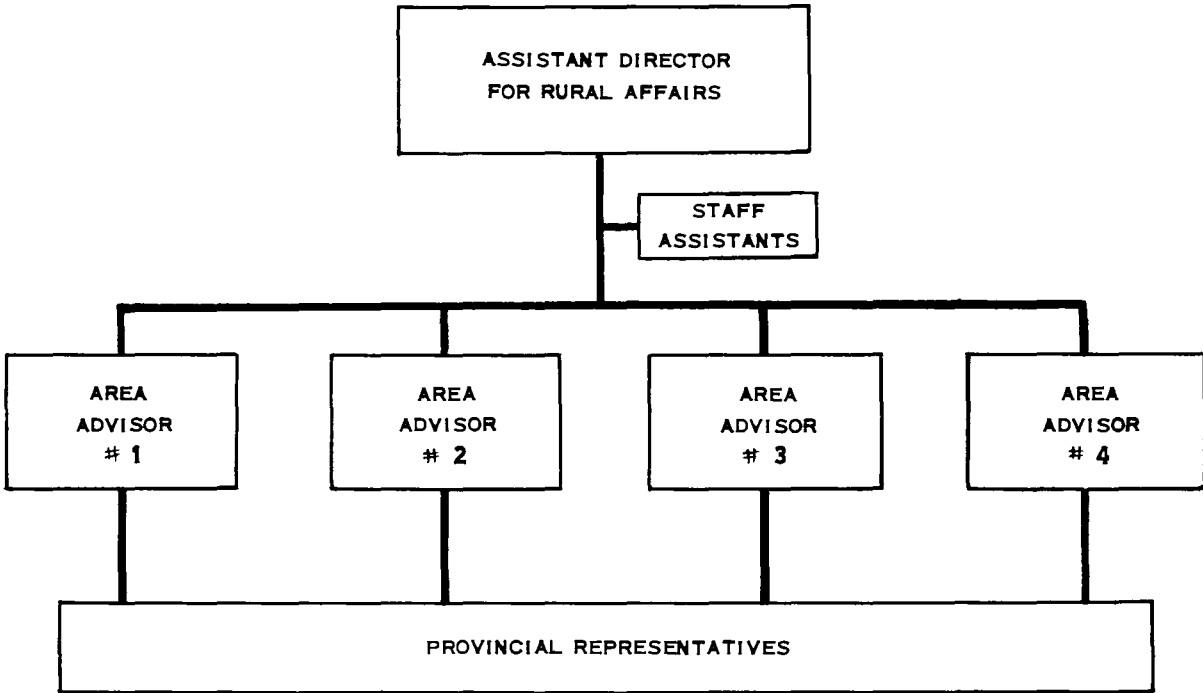 ASSISTANT DIRECTOR
FOR RURAL AFFAIRS
STAFF
ASSISTANTS
AREA
ADVISOR
# 1
AREA
ADVISOR
# 2
AREA
ADVISOR
# 3
AREA
ADVISOR
# 4
PROVINCIAL REPRESENTATIVES